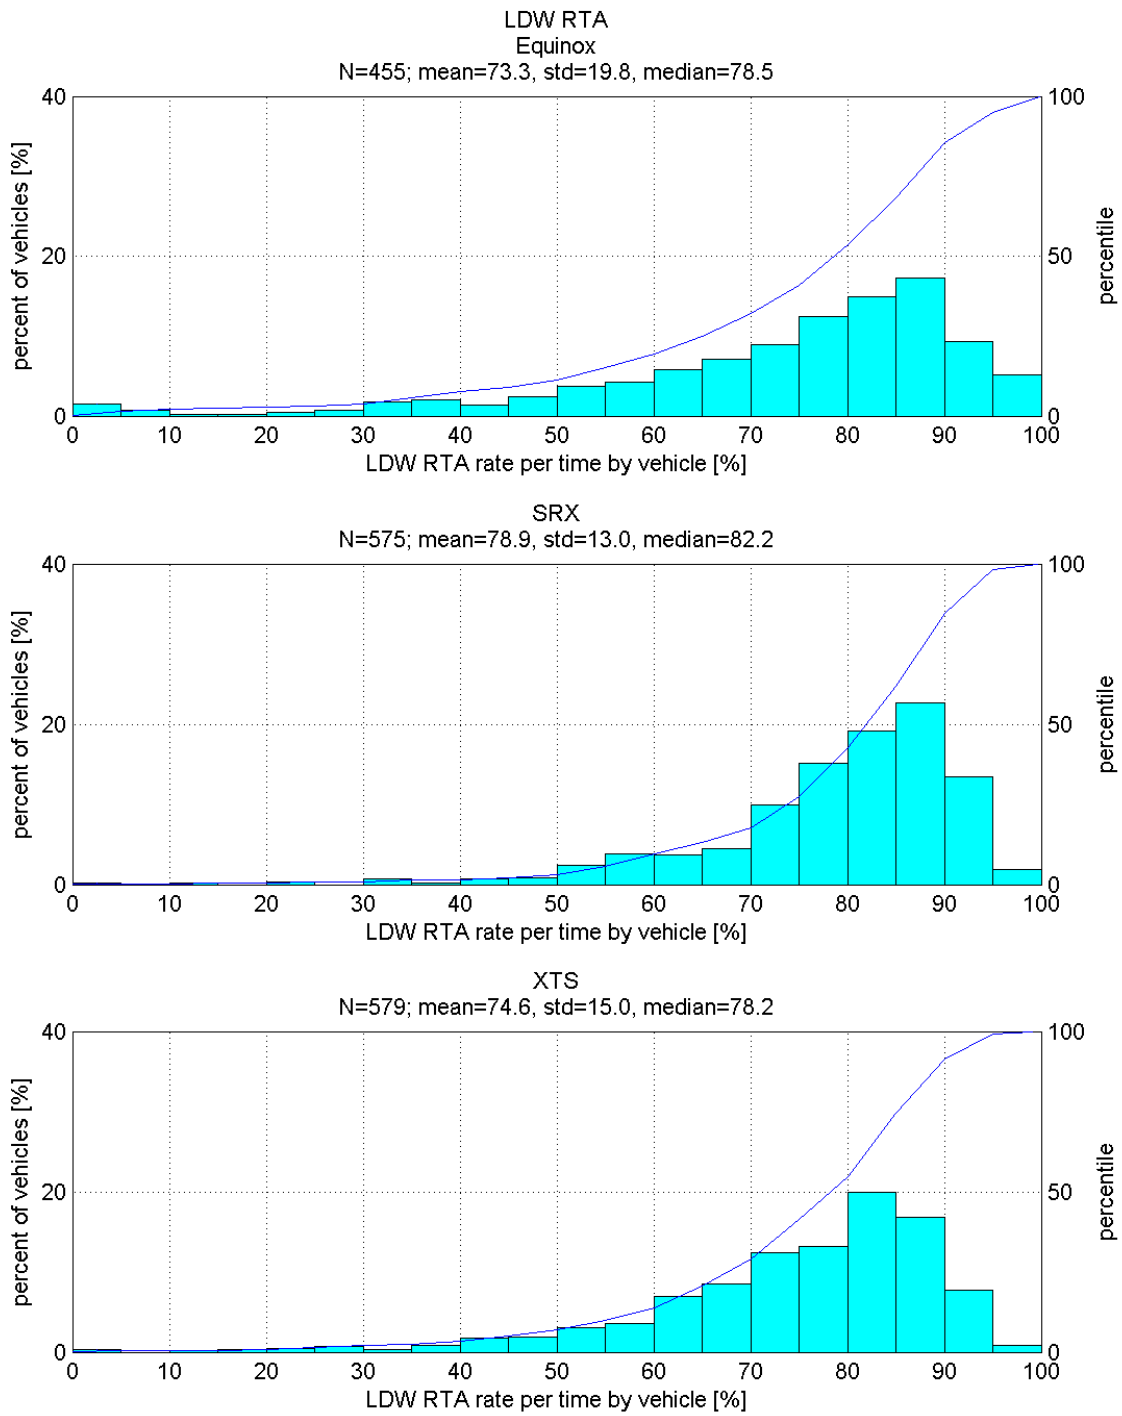 LDW RTA
Equinox
N=455; mean=73.3, std=19.8, median=78.5
40
20
0
percent of vehicles [%]
100
50
0
percentile
0 10 20 30 40 50 60 70 80 90 100
LDW RTA rate per time by vehicle [%]
SRX
N=575; mean=78.9, std=13.0, median=82.2
40
20
0
percent of vehicles [%]
100
50
0
percentile
0 10 20 30 40 50 60 70 80 90 100
LDW RTA rate per time by vehicle [%]
XTS
N=579; mean=74.6, std=15.0, median=78.2
40
20
0
percent of vehicles [%]
100
50
0
percentile
0 10 20 30 40 50 60 70 80 90 100
LDW RTA rate per time by vehicle [%]